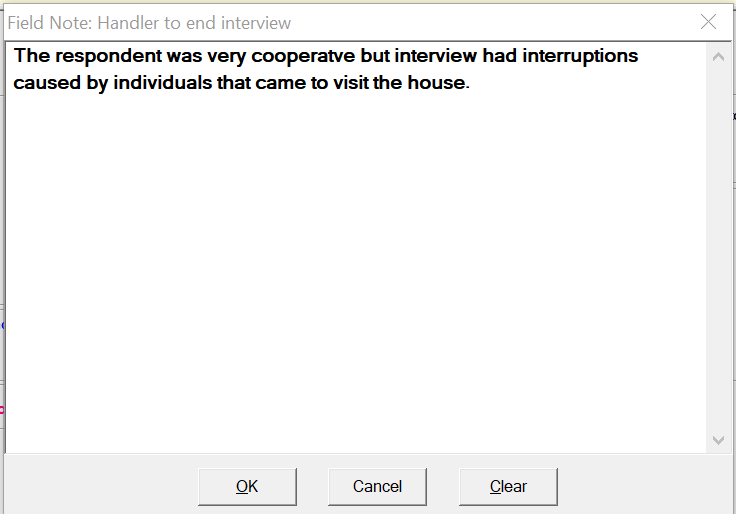 Field Note: Handler to end interview
The respondent was very cooperatve but interview had interruptions
caused by individuals that came to visit the house.
OK
Cancel
Clear